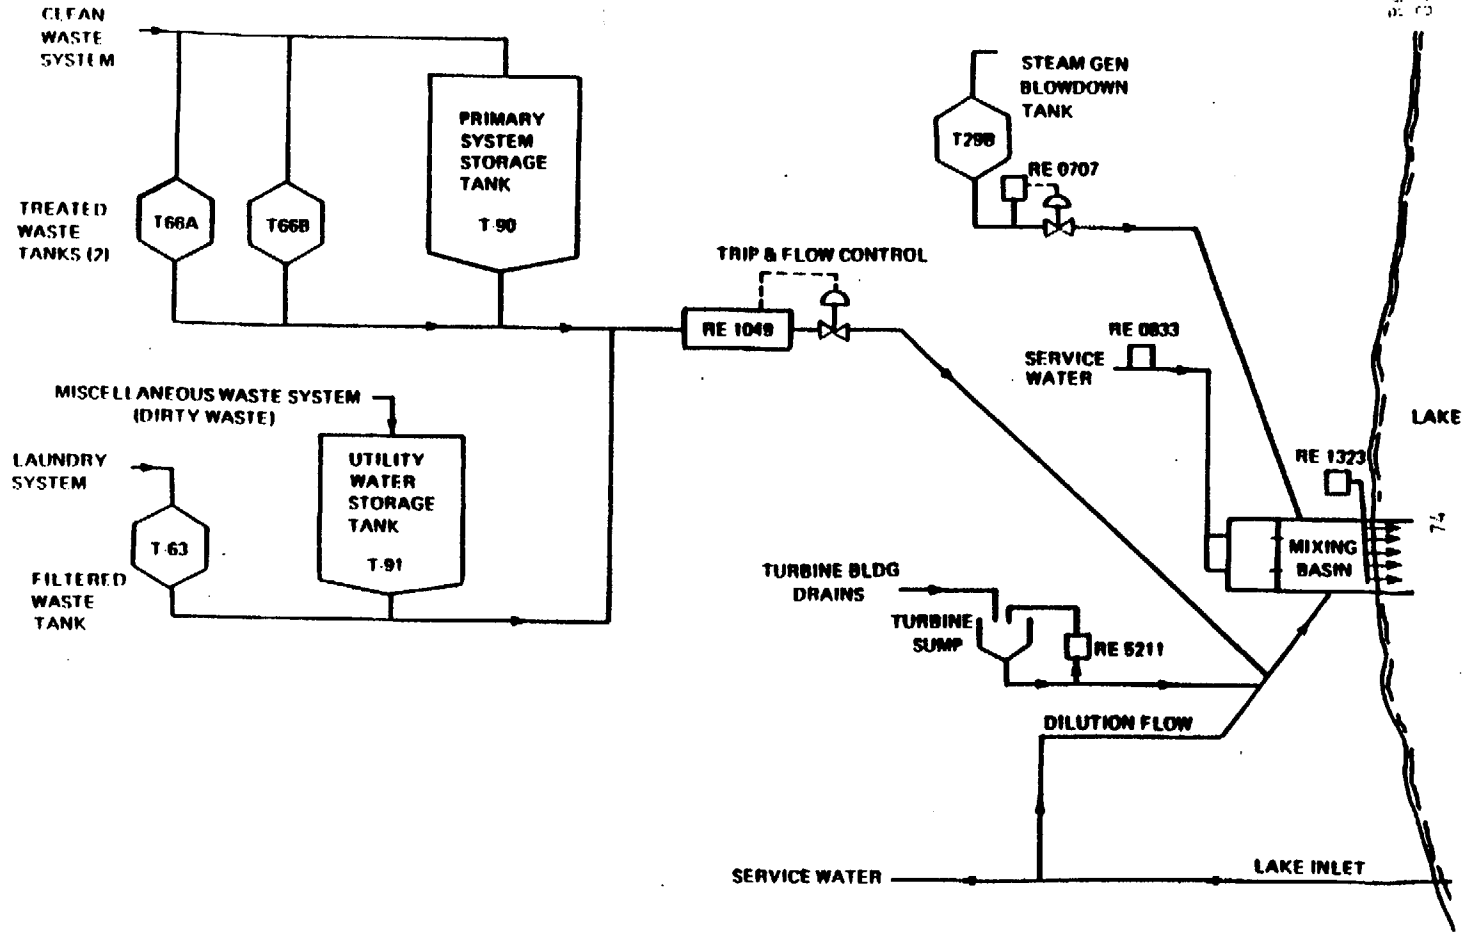 CLEAN
WASTE
SYSTEM
PRIMARY
SYSTEM
STORAGE
TANK
T-90
TREATED
WASTE
TANKS (2)
T66A
T66B
STEAM GEN
BLOWDOWN
TANK
T29B
RE 0707
TRIP & FLOW CONTROL
RE 1049
RE 0833
SERVICE
WATER
LAKE
MISCELLANEOUS WASTE SYSTEM
(DIRTY WASTE)
LAUNDRY
SYSTEM
UTILITY
WATER
STORAGE
TANK
T-91
T-63
FILTERED
WASTE
TANK
RE 1323
MIXING
BASIN
74
TURBINE BLDG
DRAINS
TURBINE
SUMP
RE 5211
DILUTION FLOW
SERVICE WATER
LAKE INLET